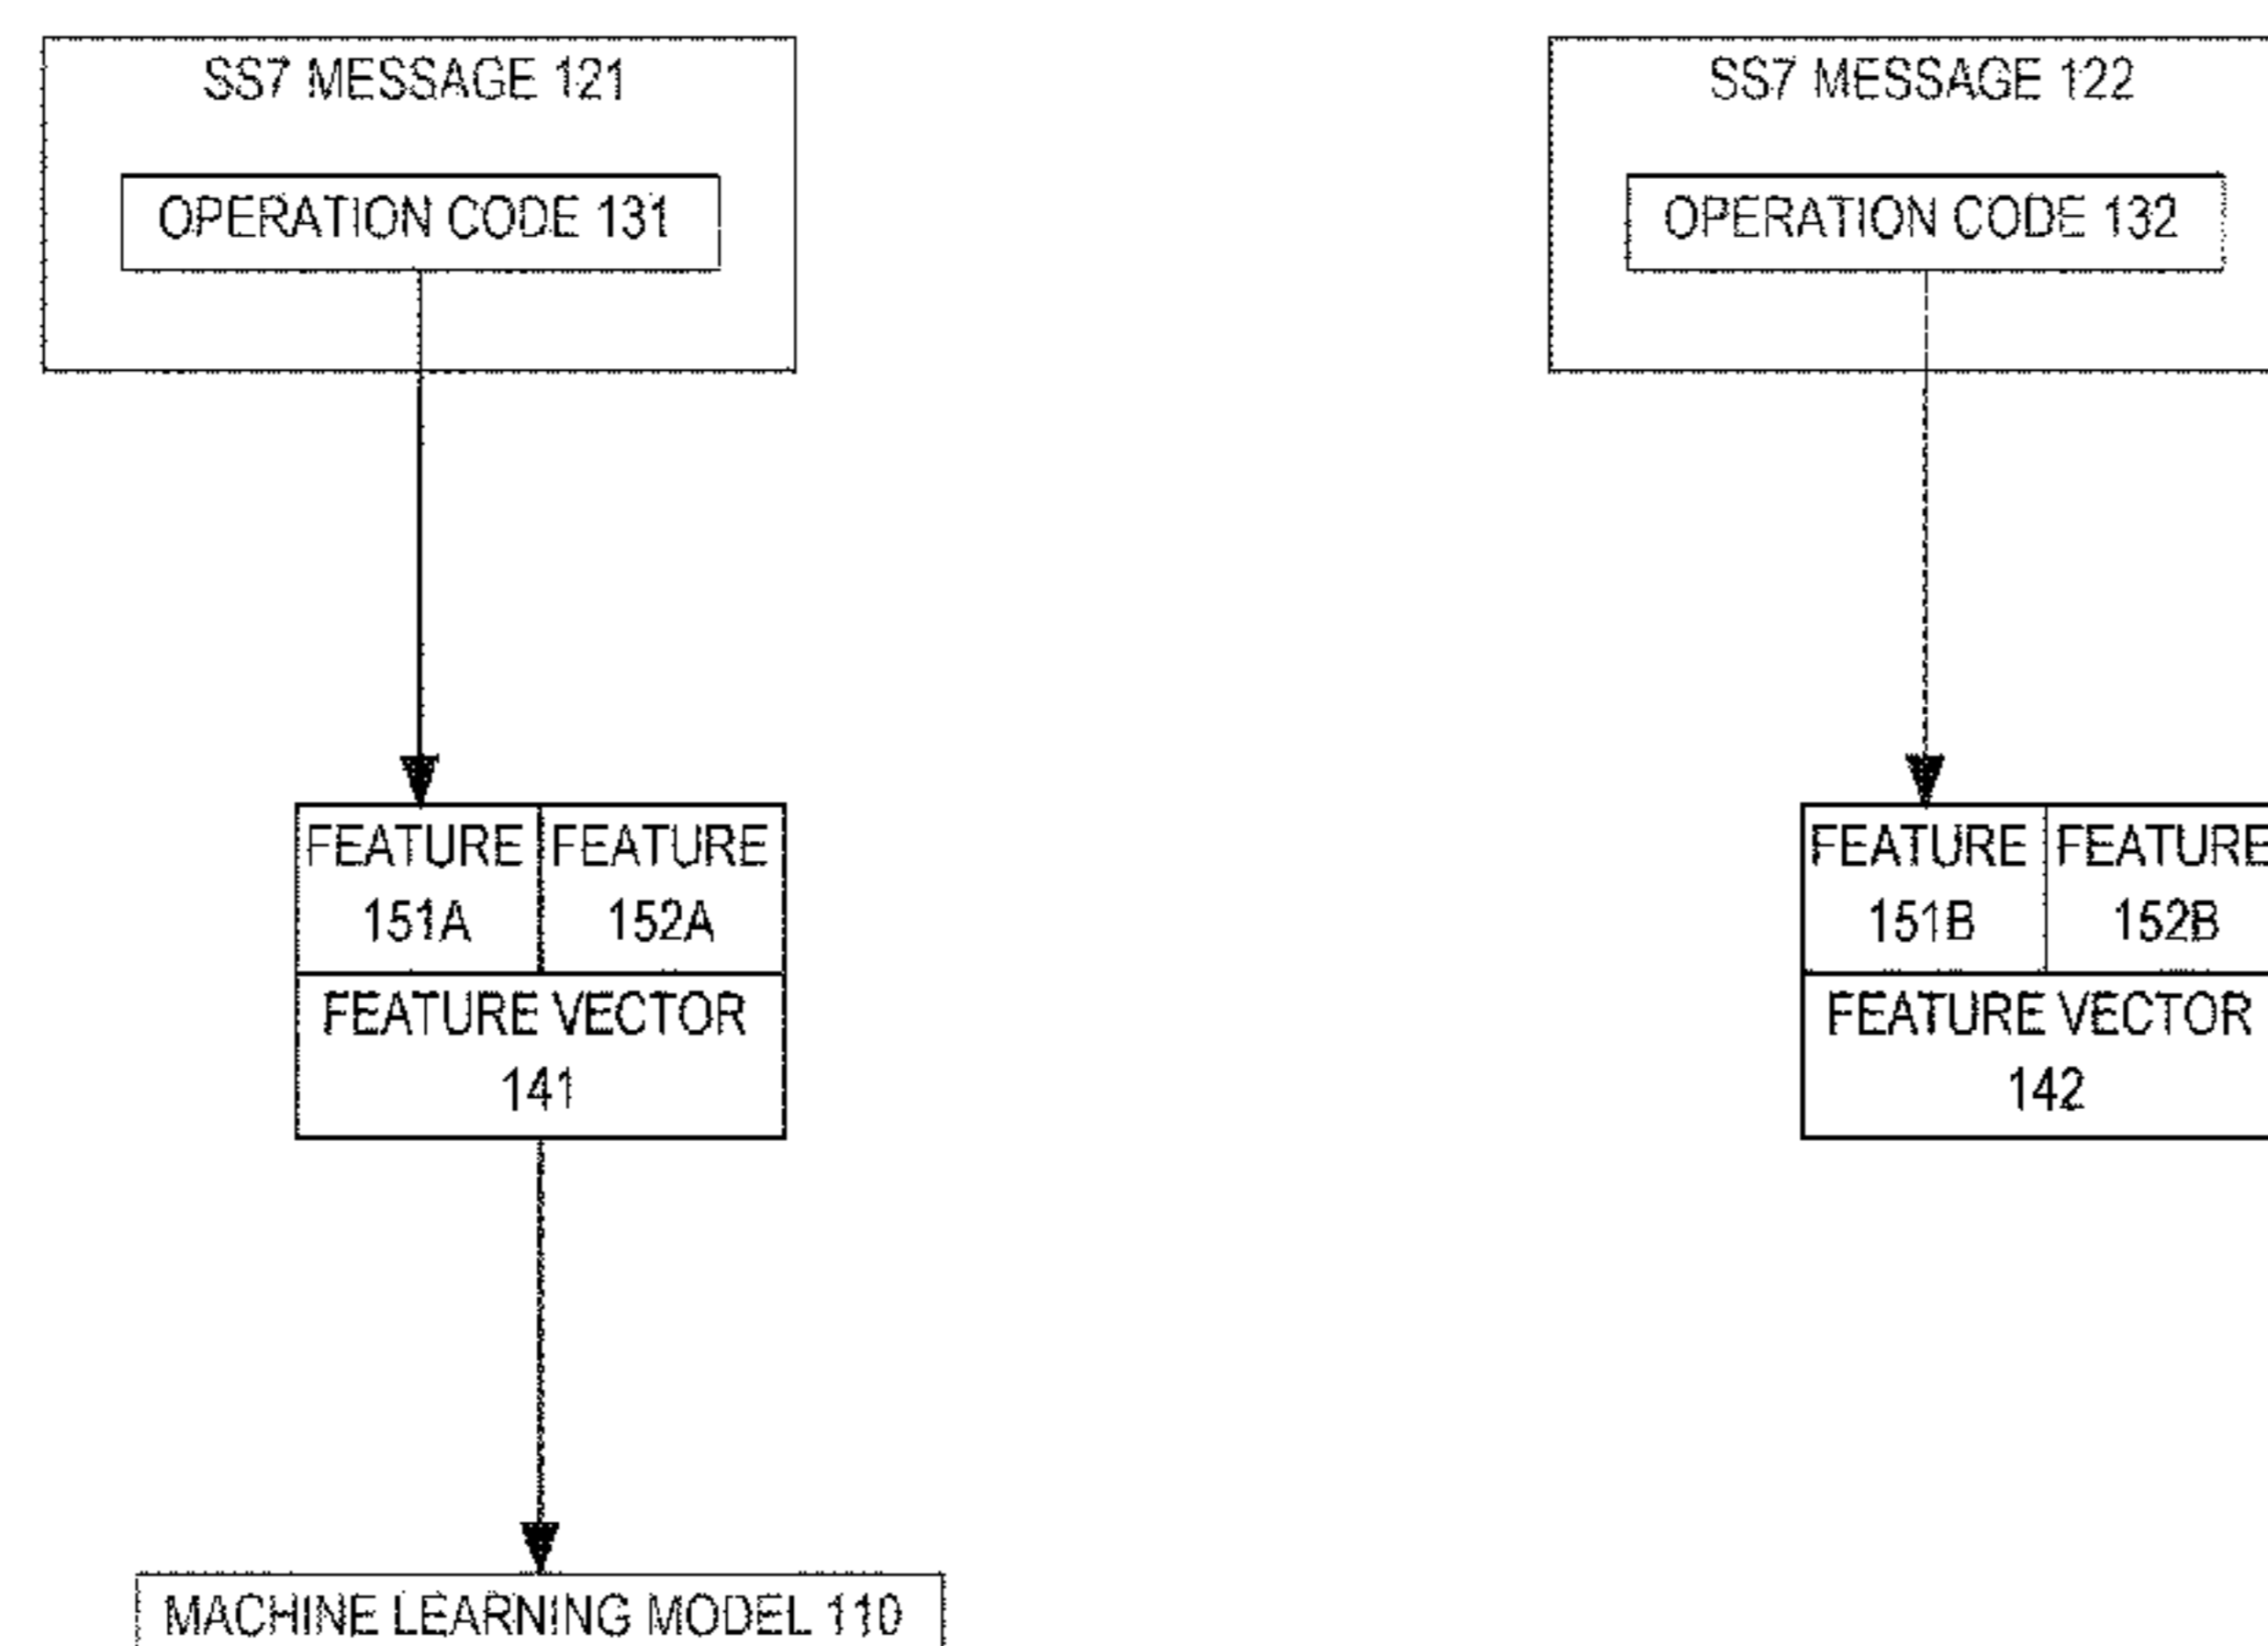 SS7 MESSAGE 121
OPERATION CODE 131
FEATURE
151A
FEATURE
152A
FEATURE VECTOR
141
MACHINE LEARNING MODEL 110
SS7 MESSAGE 122
OPERATION CODE 132
FEATURE
151B
FEATURE
152B
FEATURE VECTOR
142